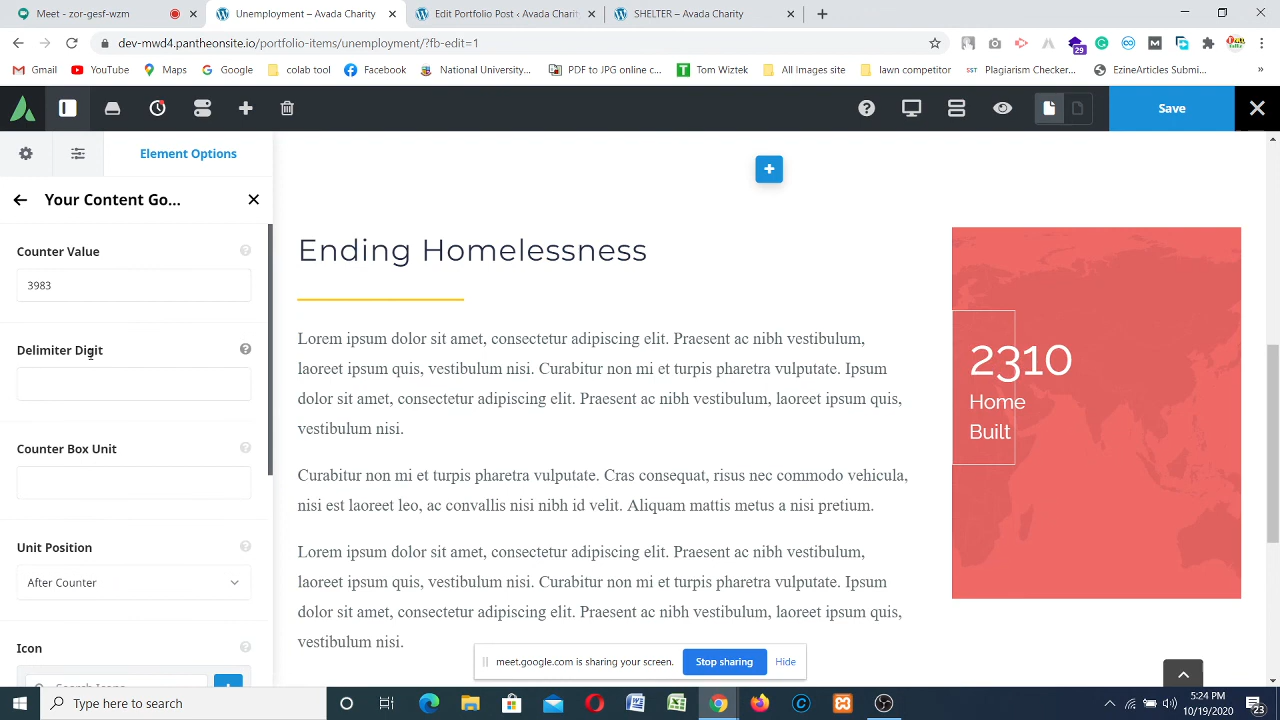 WordPress – Avada Charity
Edit Portfolio Post ‹ Avada Charit
SHELTER – Avada Charity
dev-mwd4.pantheonsite.io/portfolio-items/unemployment/?fb-edit=1
29
Gmail
YouTube
Maps
Google
colab tool
Facebook
National University...
PDF to JPG online c...
Tom Wiztek
All Image site
lawn competitor
SST Plagiarism Checker...
EzineArticles Submi...
»
Save
Element Options
Your Content Go...
Counter Value
3983
Delimiter Digit
Counter Box Unit
Unit Position
After Counter
Icon
Search Icons
Ending Homelessness
Lorem ipsum dolor sit amet, consectetur adipiscing elit. Praesent ac nibh vestibulum,
laoreet ipsum quis, vestibulum nisi. Curabitur non mi et turpis pharetra vulputate. Ipsum
dolor sit amet, consectetur adipiscing elit. Praesent ac nibh vestibulum, laoreet ipsum quis,
vestibulum nisi.
Curabitur non mi et turpis pharetra vulputate. Cras consequat, risus nec commodo vehicula,
nisi est laoreet leo, ac convallis nisi nibh id velit. Aliquam mattis metus a nisi pretium.
Lorem ipsum dolor sit amet, consectetur adipiscing elit. Praesent ac nibh vestibulum,
laoreet ipsum quis, vestibulum nisi. Curabitur non mi et turpis pharetra vulputate. Ipsum
dolor sit amet, consectetur adipiscing elit. Praesent ac nibh vestibulum, laoreet ipsum quis,
vestibulum nisi.
2310
Home
Built
meet.google.com is sharing your screen.
Stop sharing
Hide
Type here to search
5:24 PM
10/19/2020